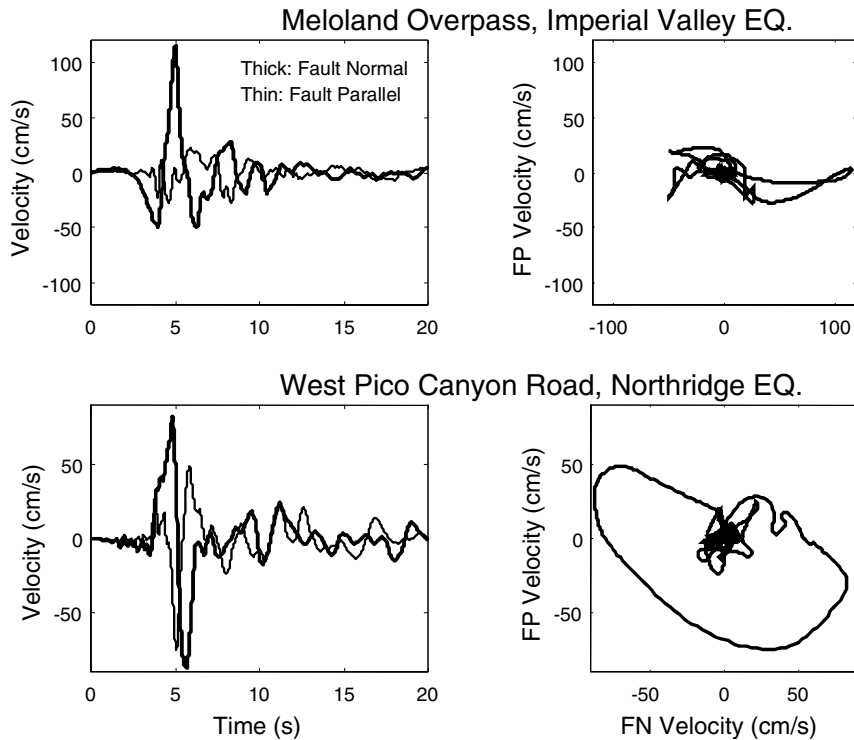 Meloland Overpass, Imperial Valley EQ.
Velocity (cm/s)
100
50
0
-50
-100
Thick: Fault Normal
Thin: Fault Parallel
0 5 10 15 20
FP Velocity (cm/s)
100
50
0
-50
-100
-100 0 100
West Pico Canyon Road, Northridge EQ.
Velocity (cm/s)
50
0
-50
0 5 10 15 20
Time (s)
FP Velocity (cm/s)
50
0
-50
-50 0 50
FN Velocity (cm/s)